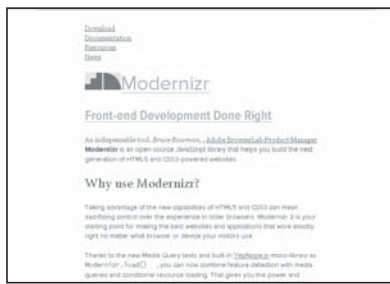 Download
Documentation
Resources
News
Modernizr
Front-end Development Done Right
An indispensable tool. Bruce Bowman, , Adobe BrowserLab Product Manager
Modernizr is an open-source JavaScript library that helps you build the next
generation of HTML5 and CSS3-powered websites.
Why use Modernizr?
Taking advantage of the new capabilities of HTML5 and CSS3 can mean
sacrificing control over the experience in older browsers. Modernizr 2 is your
starting point for making the best websites and applications that work exactly
right no matter what browser or device your visitors use.
Thanks to the new Media Query tests and built-in YepNope.js micro-library as
Modernizr.load() , you can now combine feature detection with media
queries and conditional resource loading. That gives you the power and